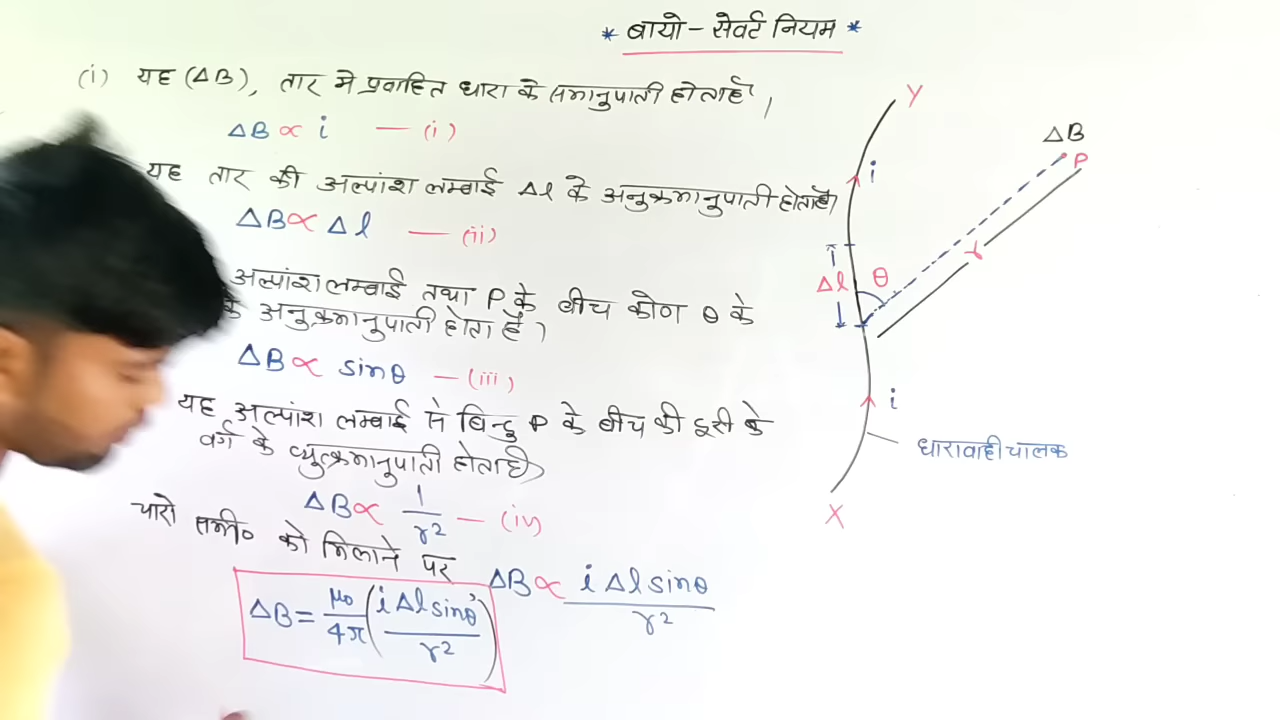 * बायो - सेवर्ट नियम *
(i) यह (ΔB), तार मे प्रवाहित धारा के समानुपाती होता है,
ΔB ∝ i — (i)
यह तार की अल्पांश लम्बाई Δl के अनुक्रमानुपाती होता है,
ΔB ∝ Δl — (ii)
अल्पांश लम्बाई तथा P के बीच कोण θ के
के अनुक्रमानुपाती होता है,
ΔB ∝ sinθ — (iii)
यह अल्पांश लम्बाई से बिन्दु P के बीच की दूरी के
वर्ग के व्युत्क्रमानुपाती होता है,
ΔB ∝ 1/r² — (iv)
चारो समी० को मिलाने पर
ΔB ∝ i Δl sinθ / r²
ΔB = μ₀/4π (i Δl sinθ / r²)
Y
ΔB
P
i
r
Δl
θ
i
धारावाही चालक
X